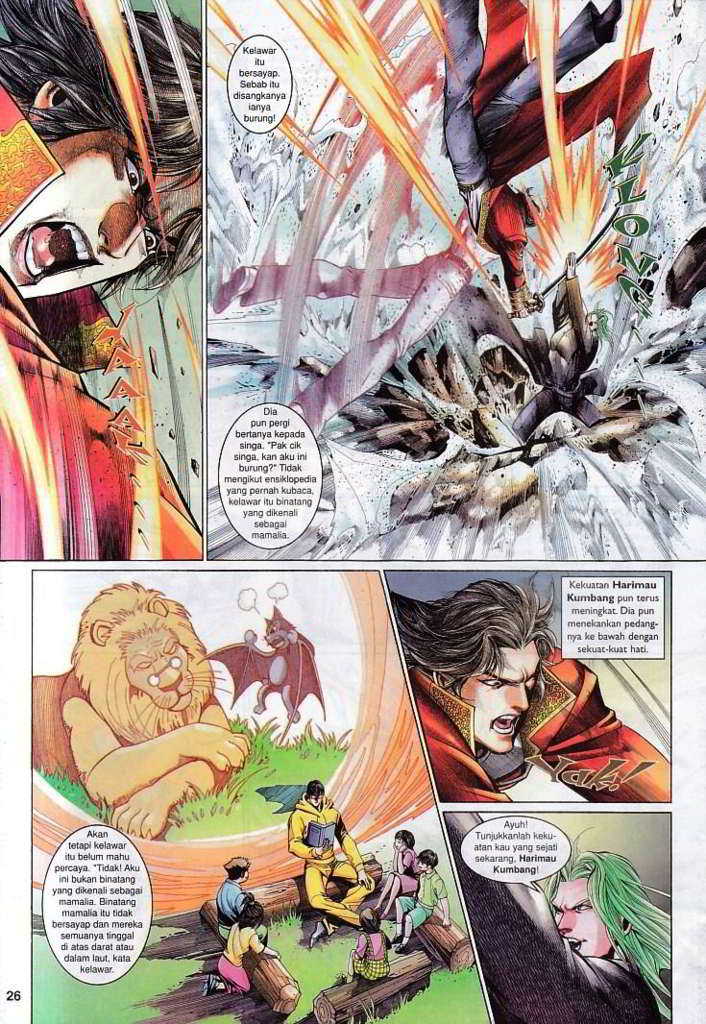 YAAAY
Kelawar
itu
bersayap.
Sebab itu
disangkanya
ianya
burung!
KLONG
Dia
pun pergi
bertanya kepada
singa. "Pak cik
singa, kan aku ini
burung?" Tidak
mengikut ensiklopedia
yang pernah kubaca,
kelawar itu binatang
yang dikenali
sebagai
mamalia.
Akan
tetapi kelawar
itu belum mahu
percaya. "Tidak! Aku
ini bukan binatang
yang dikenali sebagai
mamalia. Binatang
mamalia itu tidak
bersayap dan mereka
semuanya tinggal
di atas darat atau
dalam laut, kata
kelawar.
Kekuatan Harimau
Kumbang pun terus
meningkat. Dia pun
menekankan pedang-
nya ke bawah dengan
sekuat-kuat hati.
Yak!
Ayuh!
Tunjukkanlah keku-
atan kau yang sejati
sekarang, Harimau
Kumbang!
26